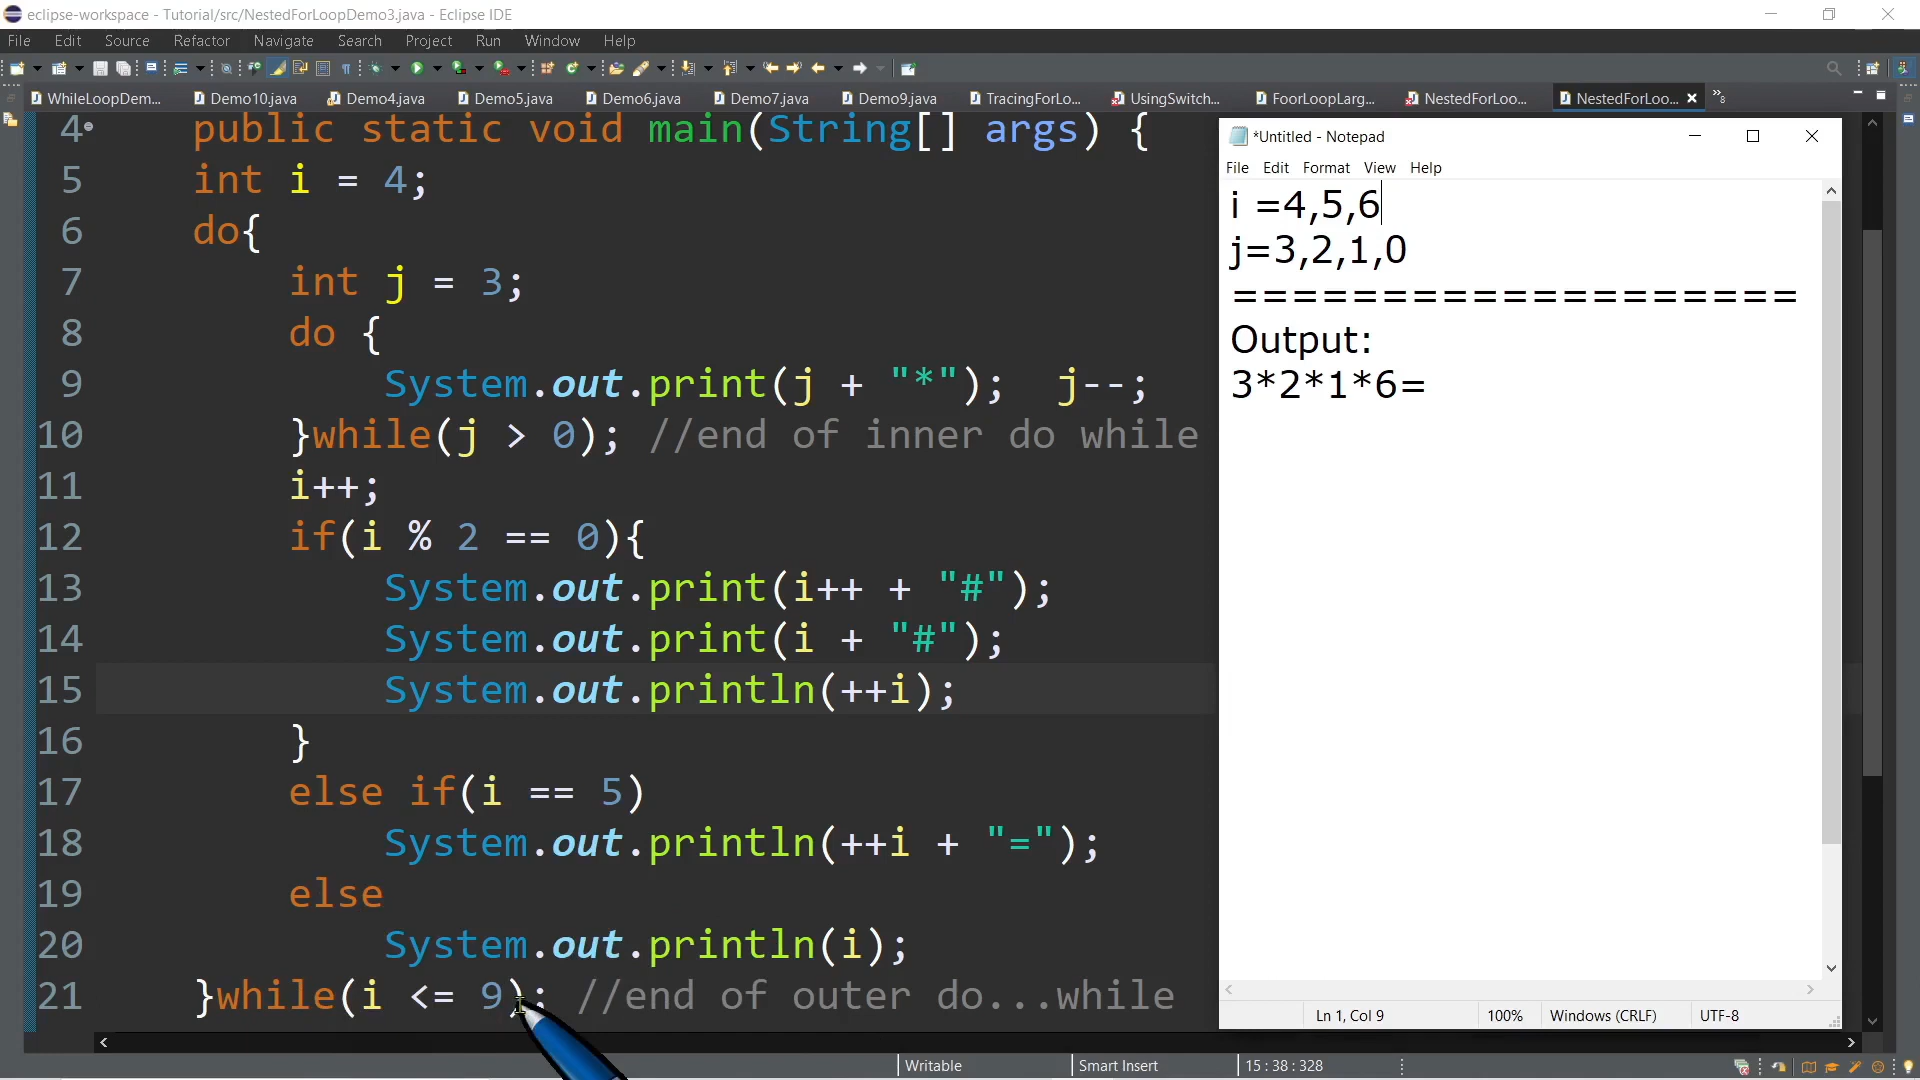 eclipse-workspace - Tutorial/src/NestedForLoopDemo3.java - Eclipse IDE
File Edit Source Refactor Navigate Search Project Run Window Help
WhileLoopDem... Demo10.java Demo4.java Demo5.java Demo6.java Demo7.java Demo9.java TracingForLo... UsingSwitch... FoorLoopLarg... NestedForLoo... NestedForLoo... »8
4 public static void main(String[] args) {
5 int i = 4;
6 do{
7 int j = 3;
8 do {
9 System.out.print(j + "*"); j--;
10 }while(j > 0); //end of inner do while
11 i++;
12 if(i % 2 == 0){
13 System.out.print(i++ + "#");
14 System.out.print(i + "#");
15 System.out.println(++i);
16 }
17 else if(i == 5)
18 System.out.println(++i + "=");
19 else
20 System.out.println(i);
21 }while(i <= 9); //end of outer do...while
Writable Smart Insert 15 : 38 : 328
*Untitled - Notepad
File Edit Format View Help
i =4,5,6
j=3,2,1,0
===================
Output:
3*2*1*6=
Ln 1, Col 9 100% Windows (CRLF) UTF-8